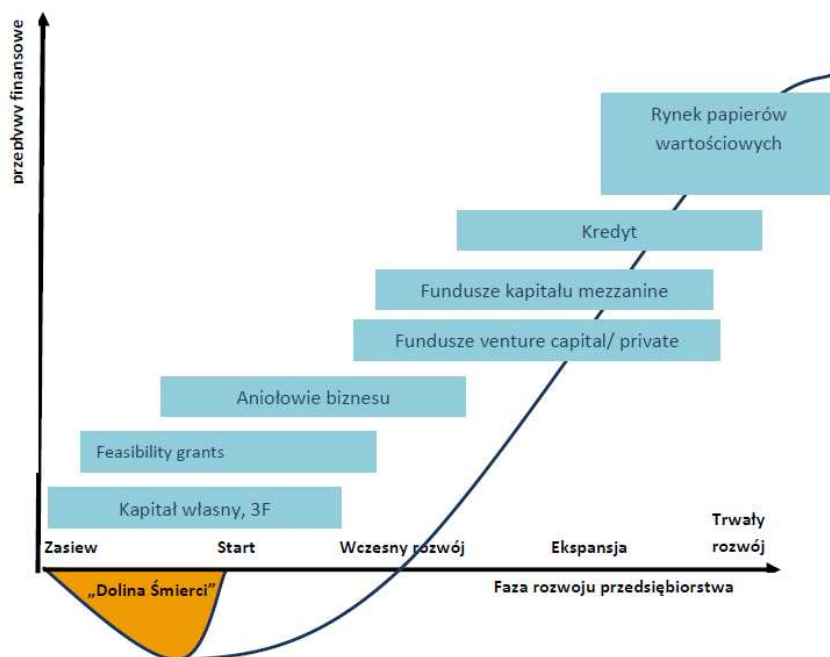 przepływy finansowe
Rynek papierów
wartościowych
Kredyt
Fundusze kapitału mezzanine
Fundusze venture capital/ private
Aniołowie biznesu
Feasibility grants
Kapitał własny, 3F
Zasiew
Start
Wczesny rozwój
Ekspansja
Trwały
rozwój
„Dolina Śmierci”
Faza rozwoju przedsiębiorstwa